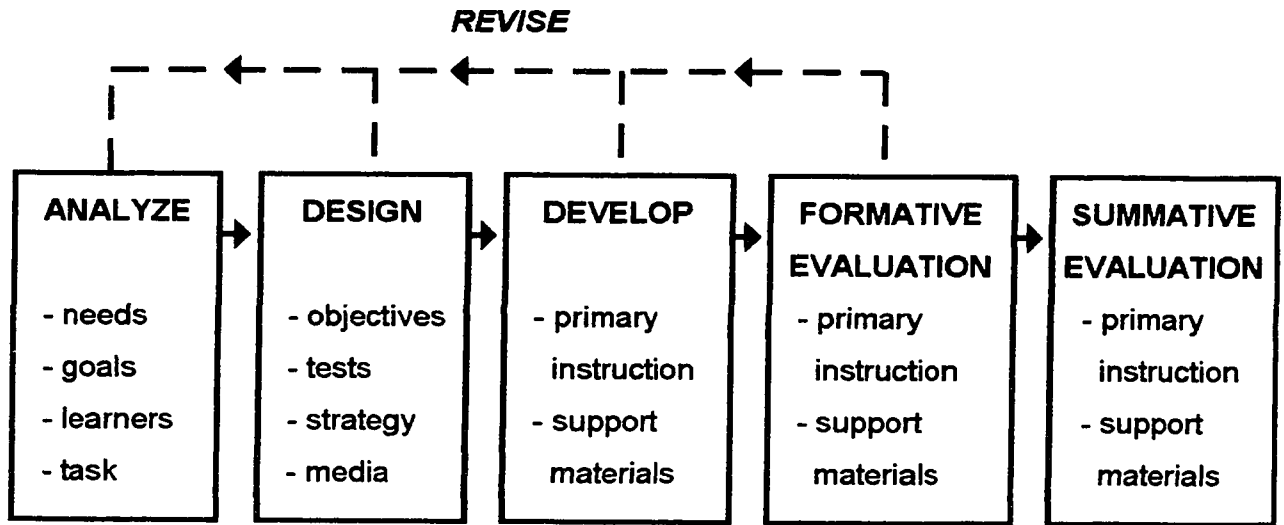 REVISE
ANALYZE
- needs
- goals
- learners
- task
DESIGN
- objectives
- tests
- strategy
- media
DEVELOP
- primary
instruction
- support
materials
FORMATIVE
EVALUATION
- primary
instruction
- support
materials
SUMMATIVE
EVALUATION
- primary
instruction
- support
materials